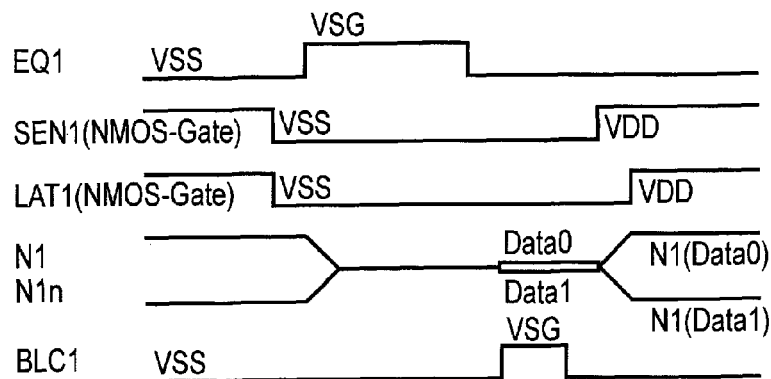 VSG
EQ1 VSS
SEN1(NMOS-Gate) VSS VDD
LAT1(NMOS-Gate) VSS VDD
N1 Data0 N1(Data0)
N1n Data1 N1(Data1)
VSG
BLC1 VSS